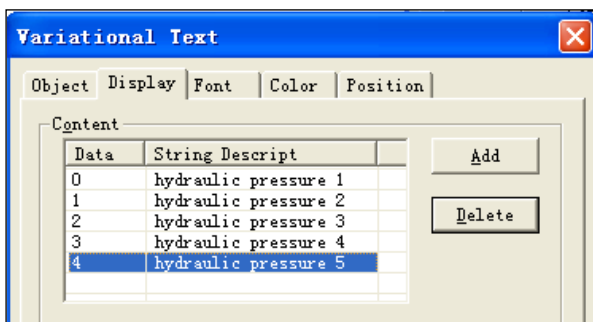 Variational Text
Object Display Font Color Position
Content
Data String Descript
Add
0 hydraulic pressure 1
1 hydraulic pressure 2
2 hydraulic pressure 3
Delete
3 hydraulic pressure 4
4 hydraulic pressure 5